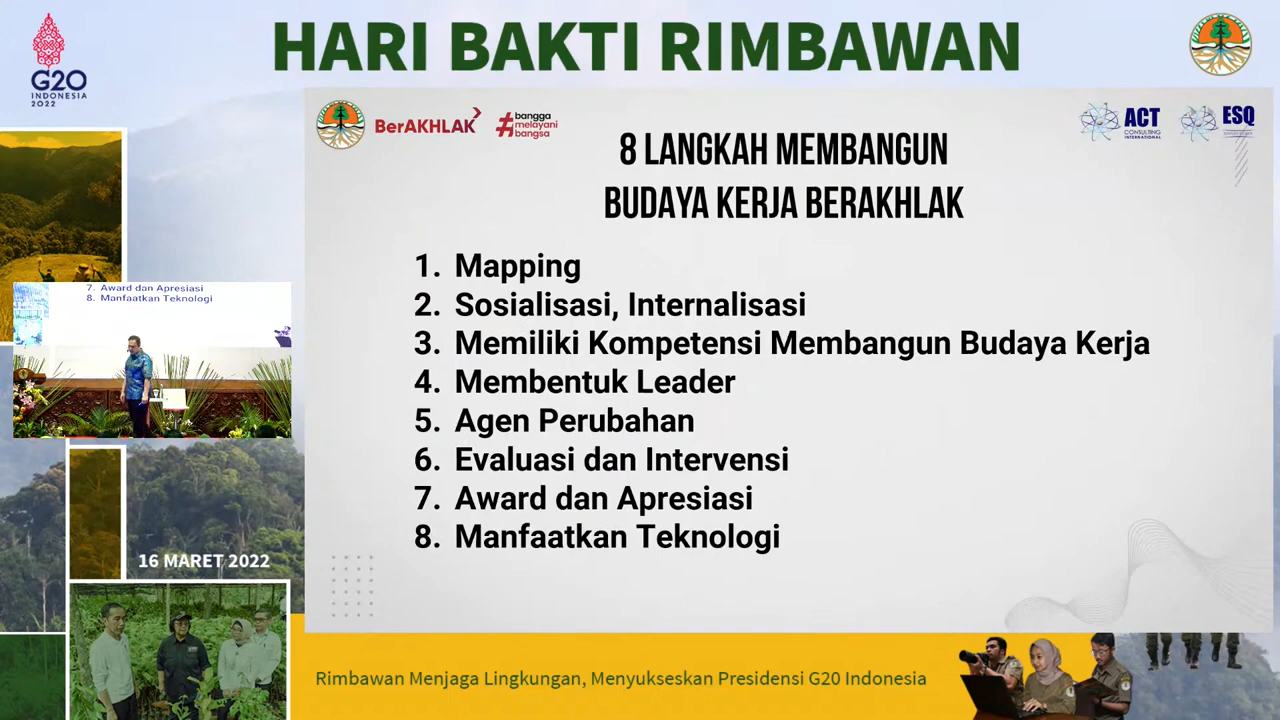 G20
INDONESIA
2022
HARI BAKTI RIMBAWAN
BerAKHLAK
#bangga
melayani
bangsa
ACT
CONSULTING
INTERNATIONAL
ESQ
8 LANGKAH MEMBANGUN
BUDAYA KERJA BERAKHLAK
1. Mapping
2. Sosialisasi, Internalisasi
3. Memiliki Kompetensi Membangun Budaya Kerja
4. Membentuk Leader
5. Agen Perubahan
6. Evaluasi dan Intervensi
7. Award dan Apresiasi
8. Manfaatkan Teknologi
7. Award dan Apresiasi
8. Manfaatkan Teknologi
16 MARET 2022
Rimbawan Menjaga Lingkungan, Menyukseskan Presidensi G20 Indonesia